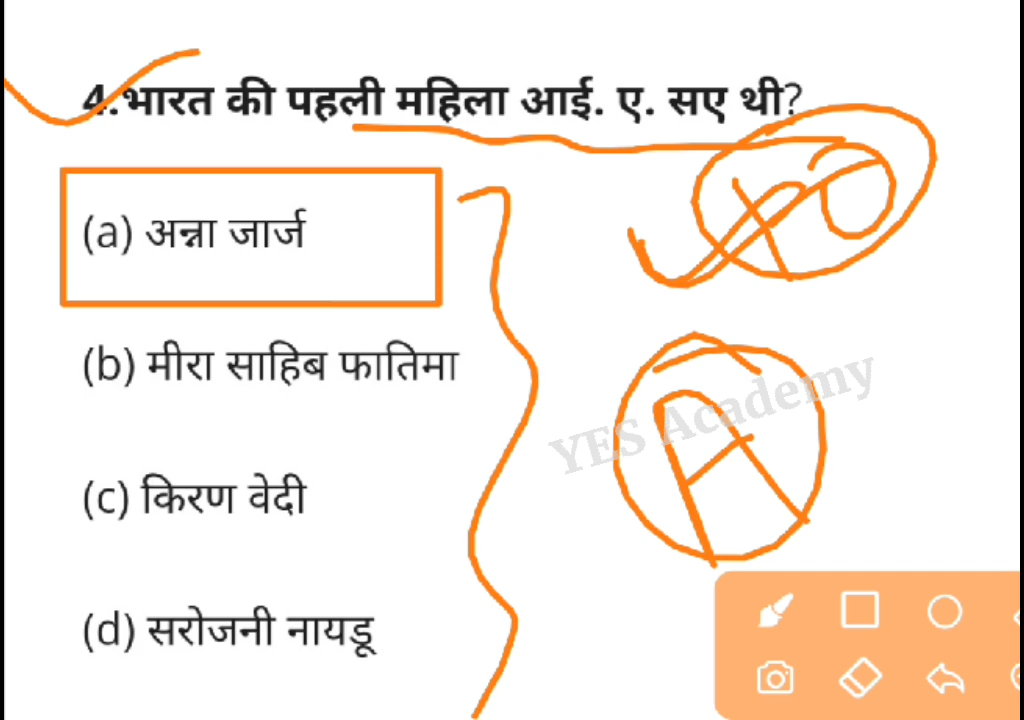 4.भारत की पहली महिला आई. ए. सए थी?
(a) अन्ना जार्ज
(b) मीरा साहिब फातिमा
YES Academy
A
(c) किरण वेदी
(d) सरोजनी नायडू